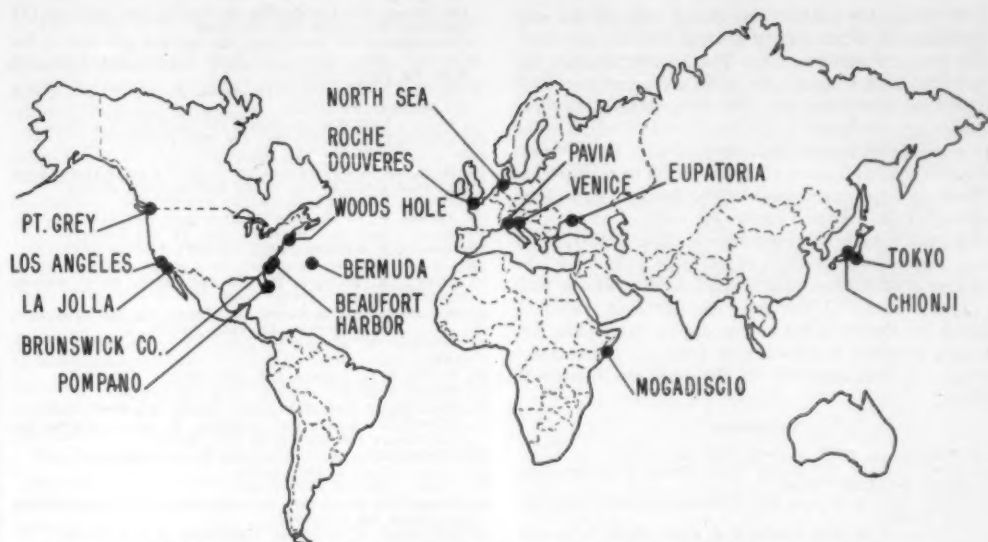 NORTH SEA
ROCHE
DOUVERES
PAVIA
VENICE
EUPATORIA
PT. GREY
WOODS HOLE
LOS ANGELES
BERMUDA
TOKYO
LA JOLLA
BEAUFORT
HARBOR
CHIONJI
BRUNSWICK CO.
POMPANO
MOGADISCIO